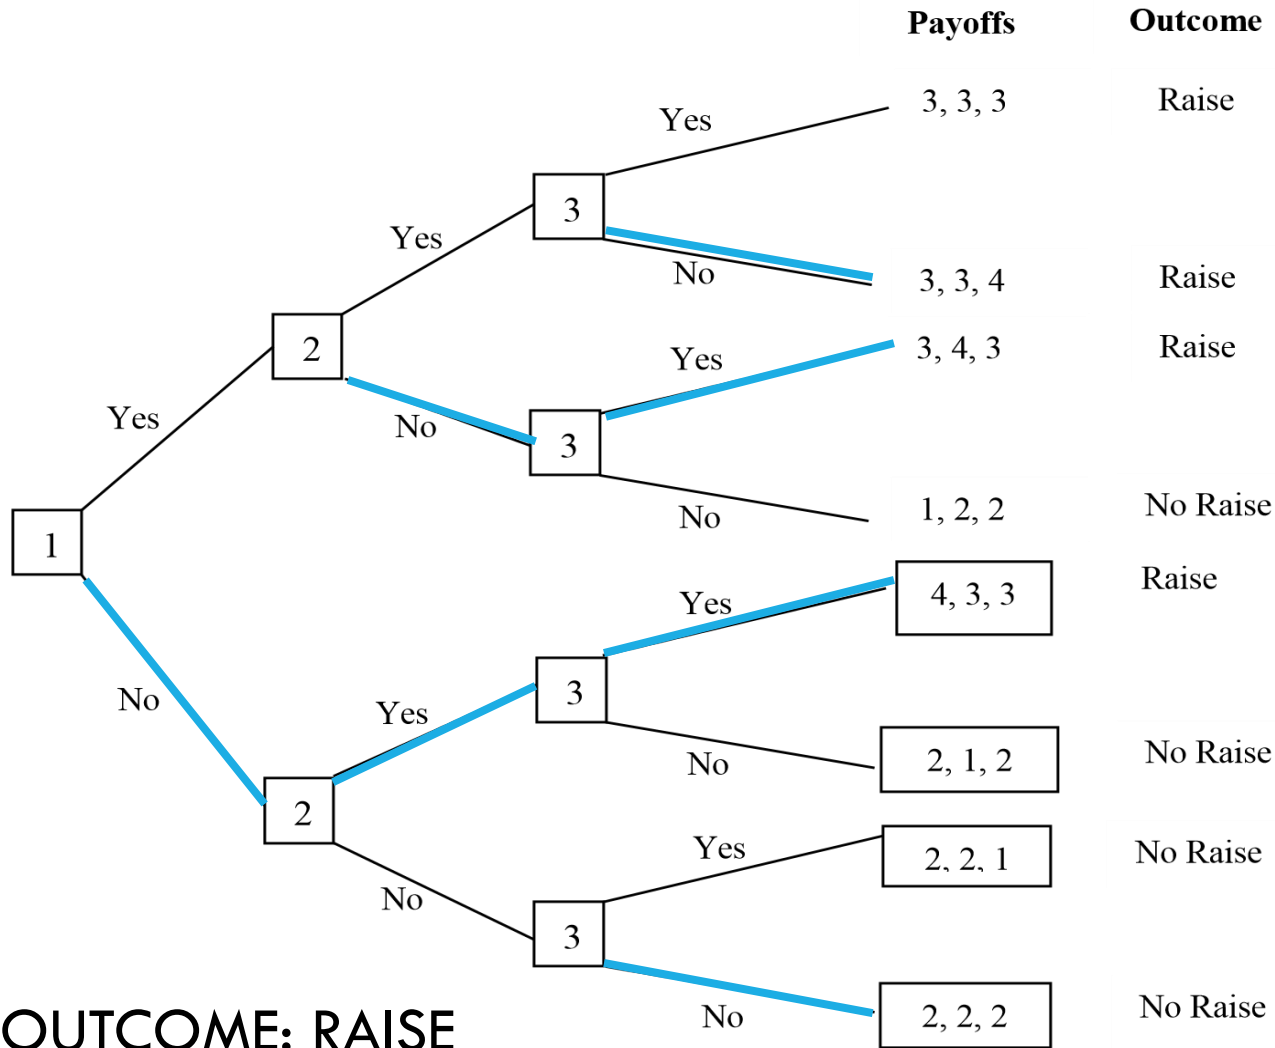 Payoffs Outcome
Yes 3, 3, 3 Raise
3
Yes
No 3, 3, 4 Raise
2
Yes 3, 4, 3 Raise
Yes
No 3
No 1, 2, 2 No Raise
1
Yes 4, 3, 3 Raise
No
Yes 3
No 2, 1, 2 No Raise
2
Yes 2, 2, 1 No Raise
No
3
No 2, 2, 2 No Raise
OUTCOME: RAISE